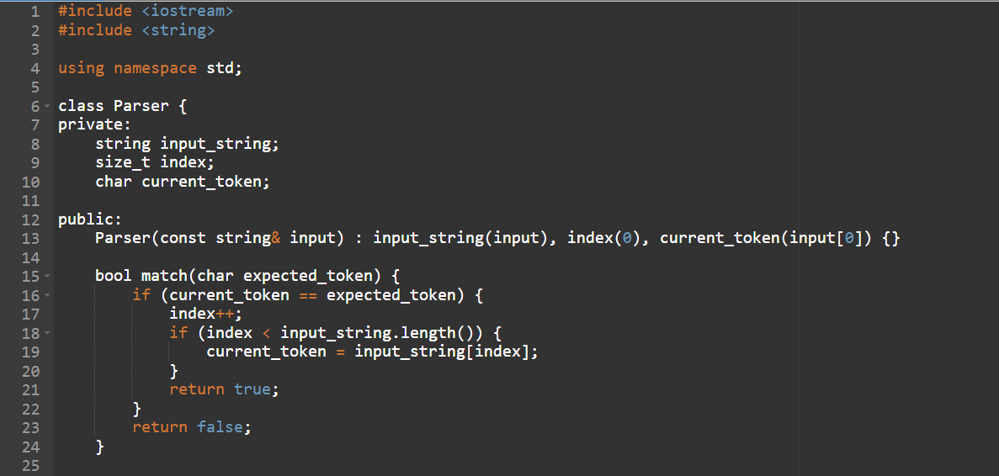 1 #include <iostream>
2 #include <string>
3
4 using namespace std;
5
6 class Parser {
7 private:
8     string input_string;
9     size_t index;
10     char current_token;
11
12 public:
13     Parser(const string& input) : input_string(input), index(0), current_token(input[0]) {}
14
15     bool match(char expected_token) {
16         if (current_token == expected_token) {
17             index++;
18             if (index < input_string.length()) {
19                 current_token = input_string[index];
20             }
21             return true;
22         }
23         return false;
24     }
25